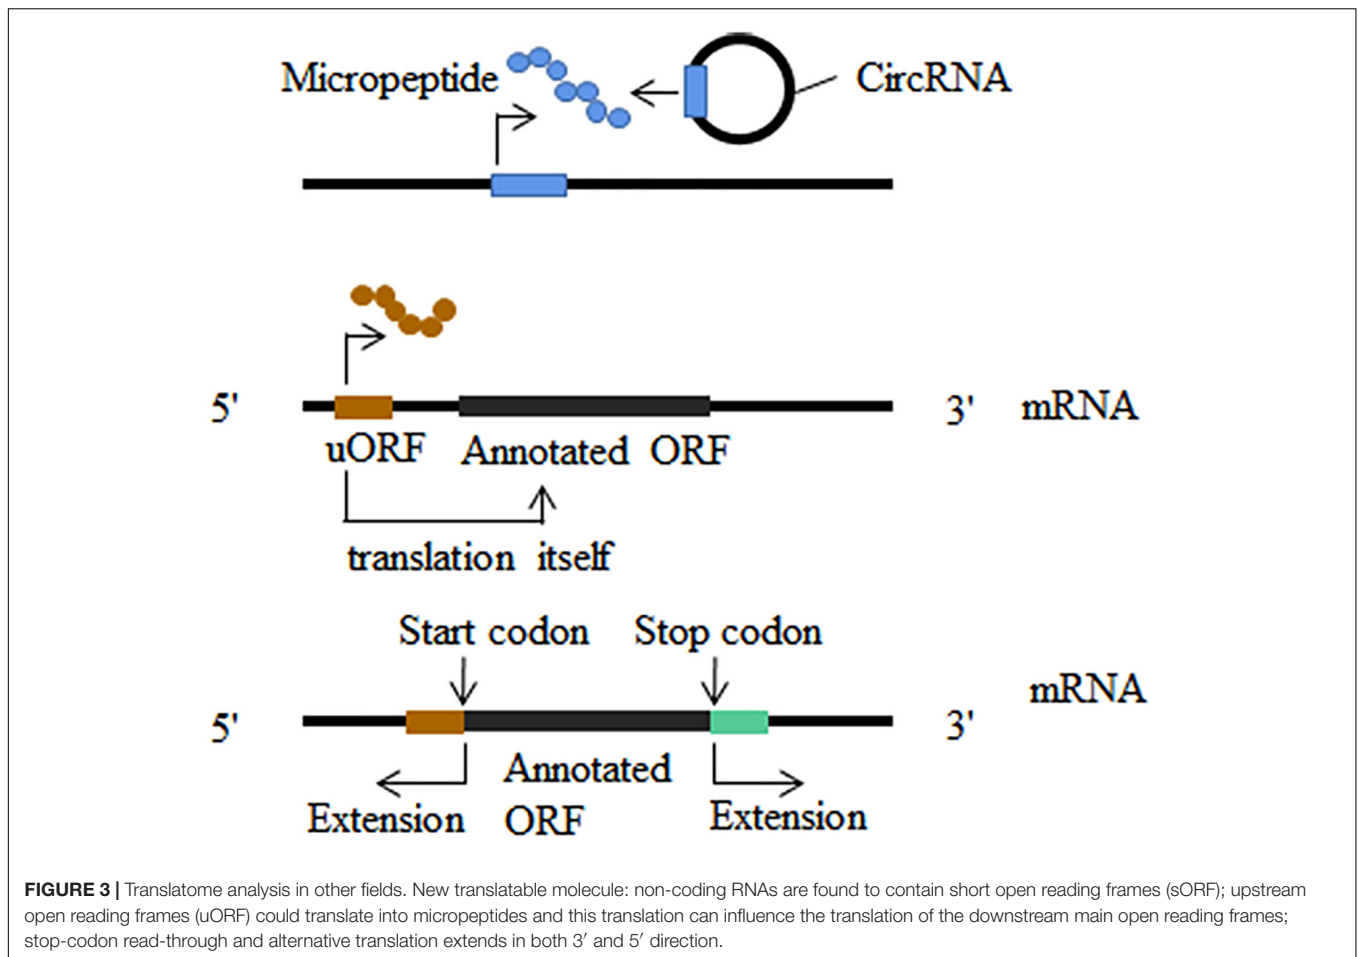 Micropeptide
CircRNA
5'
3'
mRNA
uORF
Annotated ORF
translation itself
Start codon
Stop codon
mRNA
5'
3'
Annotated
ORF
Extension
Extension
FIGURE 3 | Translatome analysis in other fields. New translatable molecule: non-coding RNAs are found to contain short open reading frames (sORF); upstream
open reading frames (uORF) could translate into micropeptides and this translation can influence the translation of the downstream main open reading frames;
stop-codon read-through and alternative translation extends in both 3′ and 5′ direction.